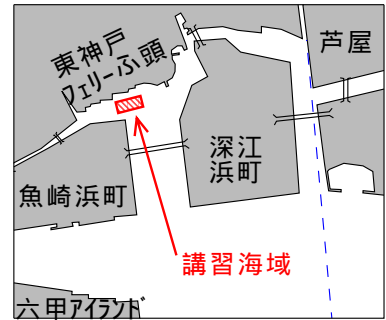 東神戸
フェリーふ頭
芦屋
深江
浜町
魚崎浜町
講習海域
六甲アイランド